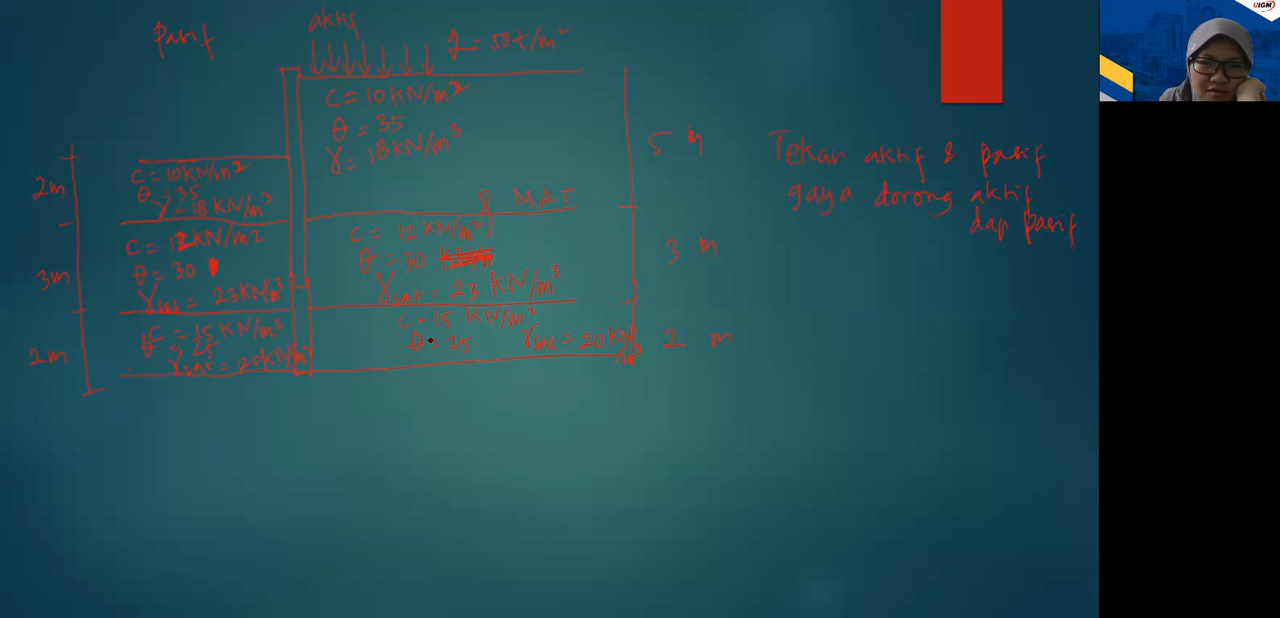 Pasif
aktif
q = 50 t/m²
C = 10 KN/m²
θ = 35
γ = 18 KN/m³
5 m
MAT
C = 12 KN/m²
θ = 30
γsat = 23 KN/m³
3 m
C = 15 KN/m²
θ = 25 γsat = 20 KN/m³
2 m
2m
C = 10 KN/m²
θ = 35
γ = 18 KN/m³
3m
C = 12 KN/m2
θ = 30
γsat = 23 KN/m³
2m
C = 15 KN/m²
θ = 25
γsat = 20 KN/m³
Tekan aktif & pasif
gaya dorong aktif
dan pasif
UIGM